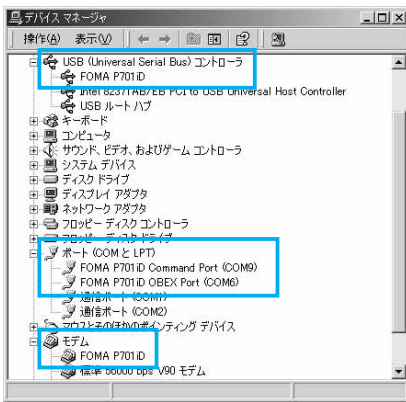 デバイス マネージャ
操作(A) 表示(V)
USB (Universal Serial Bus) コントローラ
FOMA P701iD
Intel 82371AB/EB PCI to USB Universal Host Controller
USB ルート ハブ
キーボード
コンピュータ
サウンド、ビデオ、およびゲーム コントローラ
システム デバイス
ディスク ドライブ
ディスプレイ アダプタ
ネットワーク アダプタ
フロッピー ディスク コントローラ
フロッピー ディスク ドライブ
ポート (COM と LPT)
FOMA P701iD Command Port (COM9)
FOMA P701iD OBEX Port (COM6)
通信ポート (COM1)
通信ポート (COM2)
マウスとそのほかのポインティング デバイス
モデム
FOMA P701iD
標準 56000 bps V90 モデム